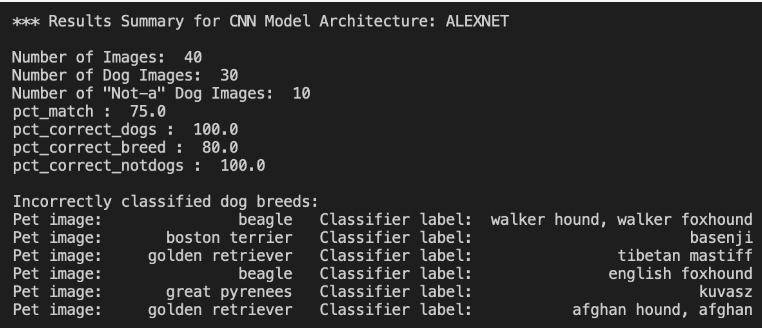 *** Results Summary for CNN Model Architecture: ALEXNET
Number of Images: 40
Number of Dog Images: 30
Number of "Not-a" Dog Images: 10
pct_match : 75.0
pct_correct_dogs : 100.0
pct_correct_breed : 80.0
pct_correct_notdogs : 100.0
Incorrectly classified dog breeds:
Pet image: beagle Classifier label: walker hound, walker foxhound
Pet image: boston terrier Classifier label: basenji
Pet image: golden retriever Classifier label: tibetan mastiff
Pet image: beagle Classifier label: english foxhound
Pet image: great pyrenees Classifier label: kuvasz
Pet image: golden retriever Classifier label: afghan hound, afghan